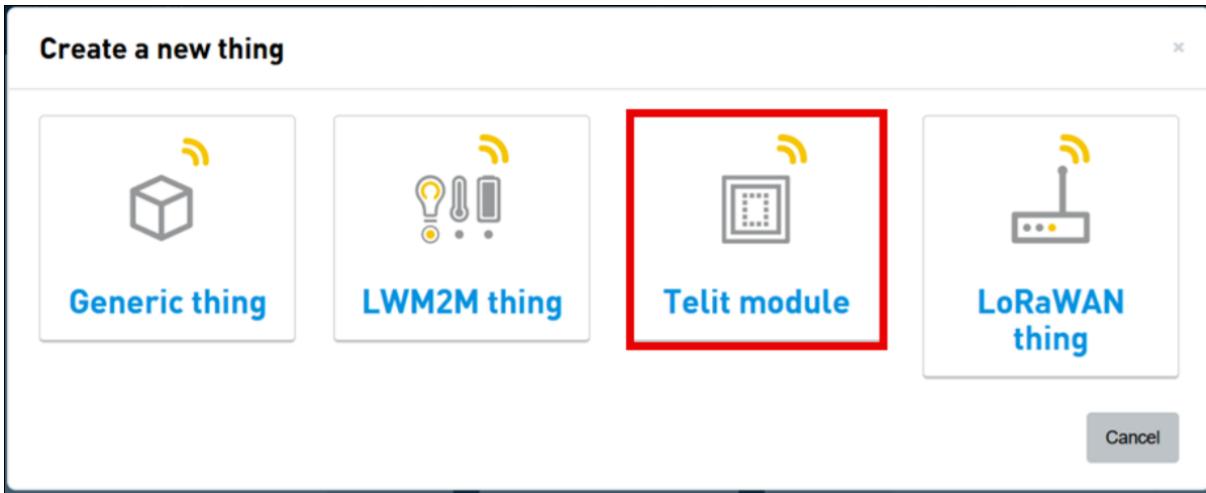 Create a new thing
×
Generic thing
LWM2M thing
Telit module
LoRaWAN
thing
Cancel